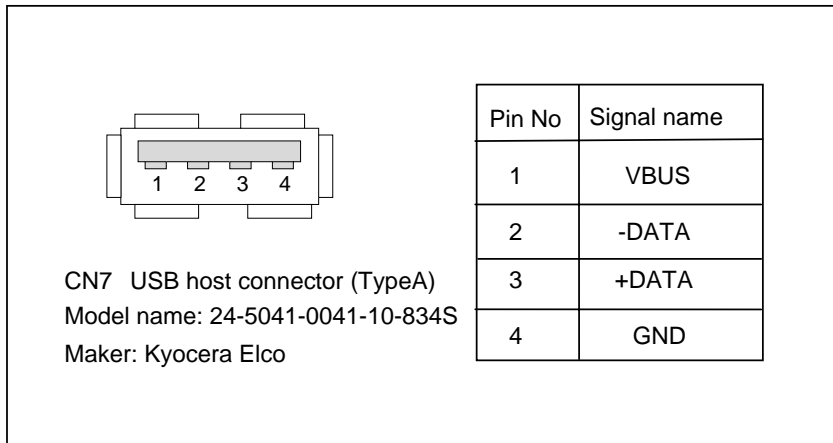 1 2 3 4
CN7 USB host connector (TypeA)
Model name: 24-5041-0041-10-834S
Maker: Kyocera Elco
Pin No Signal name
1 VBUS
2 -DATA
3 +DATA
4 GND